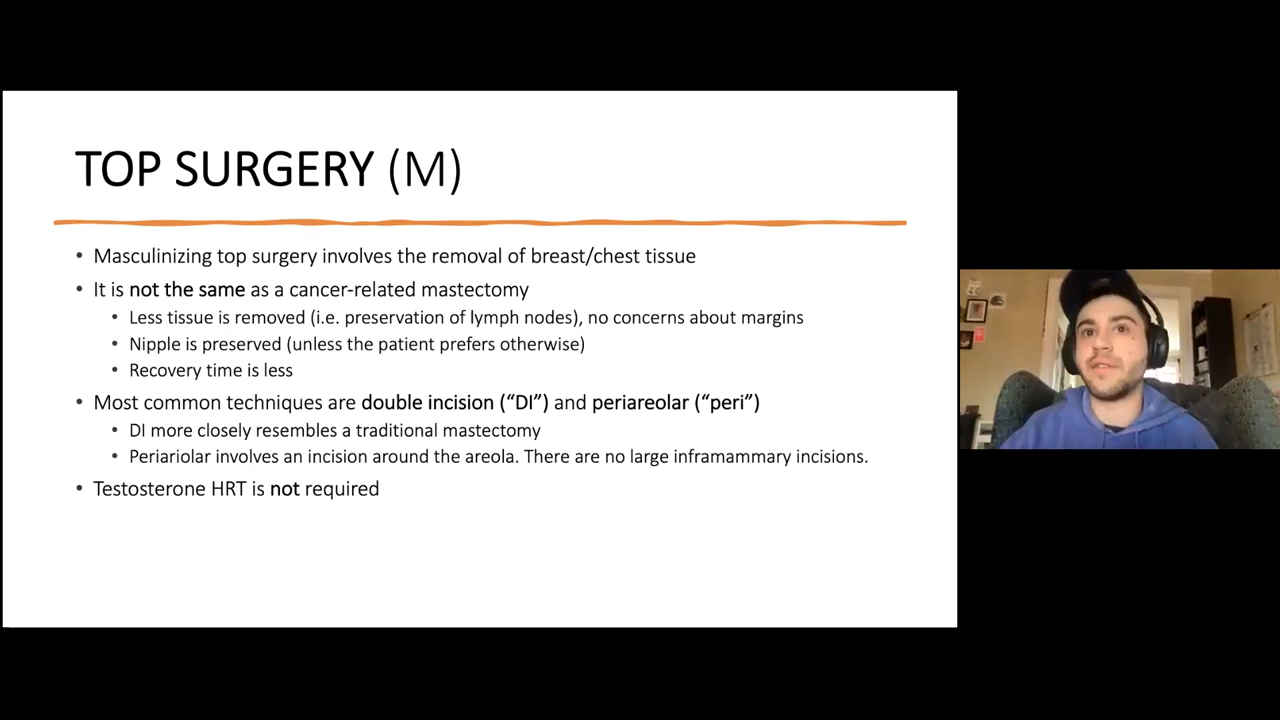 TOP SURGERY (M)
• Masculinizing top surgery involves the removal of breast/chest tissue
• It is not the same as a cancer-related mastectomy
• Less tissue is removed (i.e. preservation of lymph nodes), no concerns about margins
• Nipple is preserved (unless the patient prefers otherwise)
• Recovery time is less
• Most common techniques are double incision (“DI”) and periareolar (“peri”)
• DI more closely resembles a traditional mastectomy
• Periariolar involves an incision around the areola. There are no large inframammary incisions.
• Testosterone HRT is not required